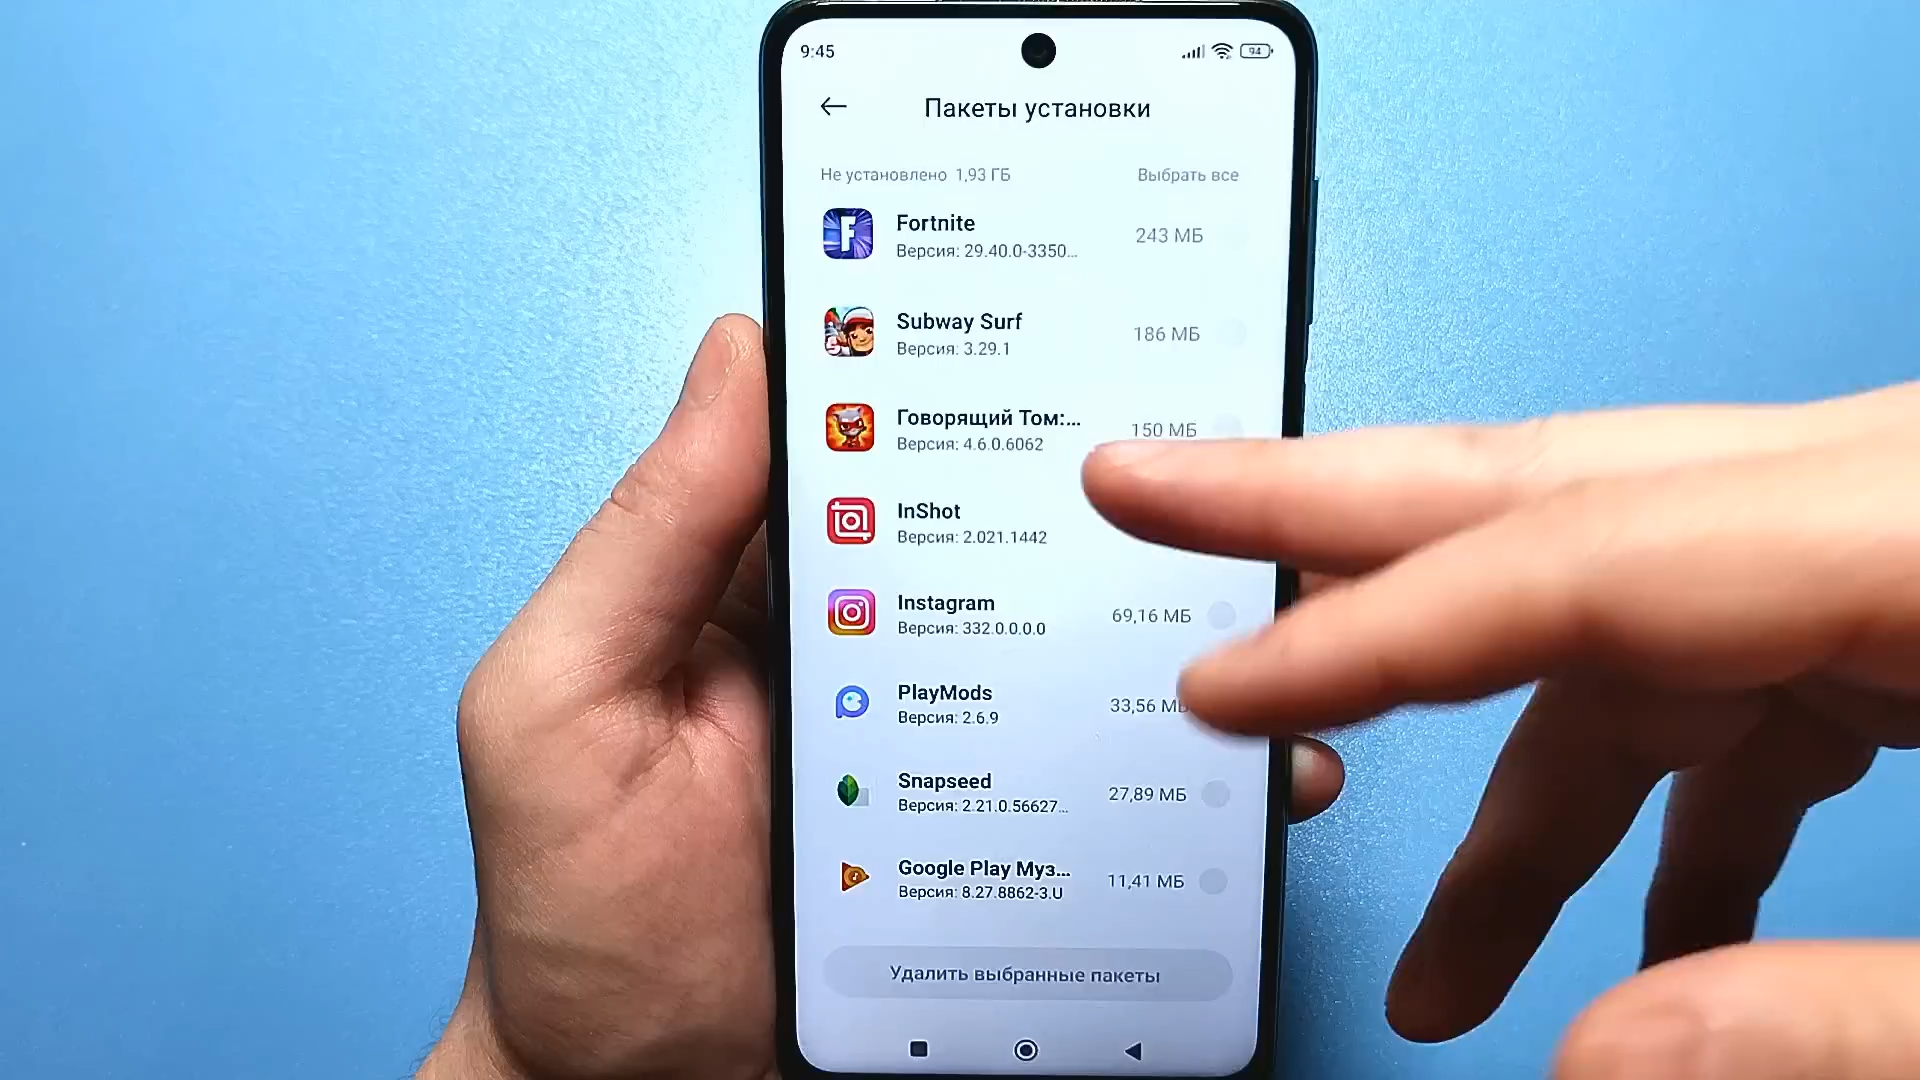 9:45
94
Пакеты установки
Не установлено 1,93 ГБ
Выбрать все
Fortnite
Версия: 29.40.0-3350...
243 МБ
Subway Surf
Версия: 3.29.1
186 МБ
Говорящий Том:...
Версия: 4.6.0.6062
150 МБ
InShot
Версия: 2.021.1442
Instagram
Версия: 332.0.0.0.0
69,16 МБ
PlayMods
Версия: 2.6.9
33,56 МБ
Snapseed
Версия: 2.21.0.56627...
27,89 МБ
Google Play Муз...
Версия: 8.27.8862-3.U
11,41 МБ
Удалить выбранные пакеты